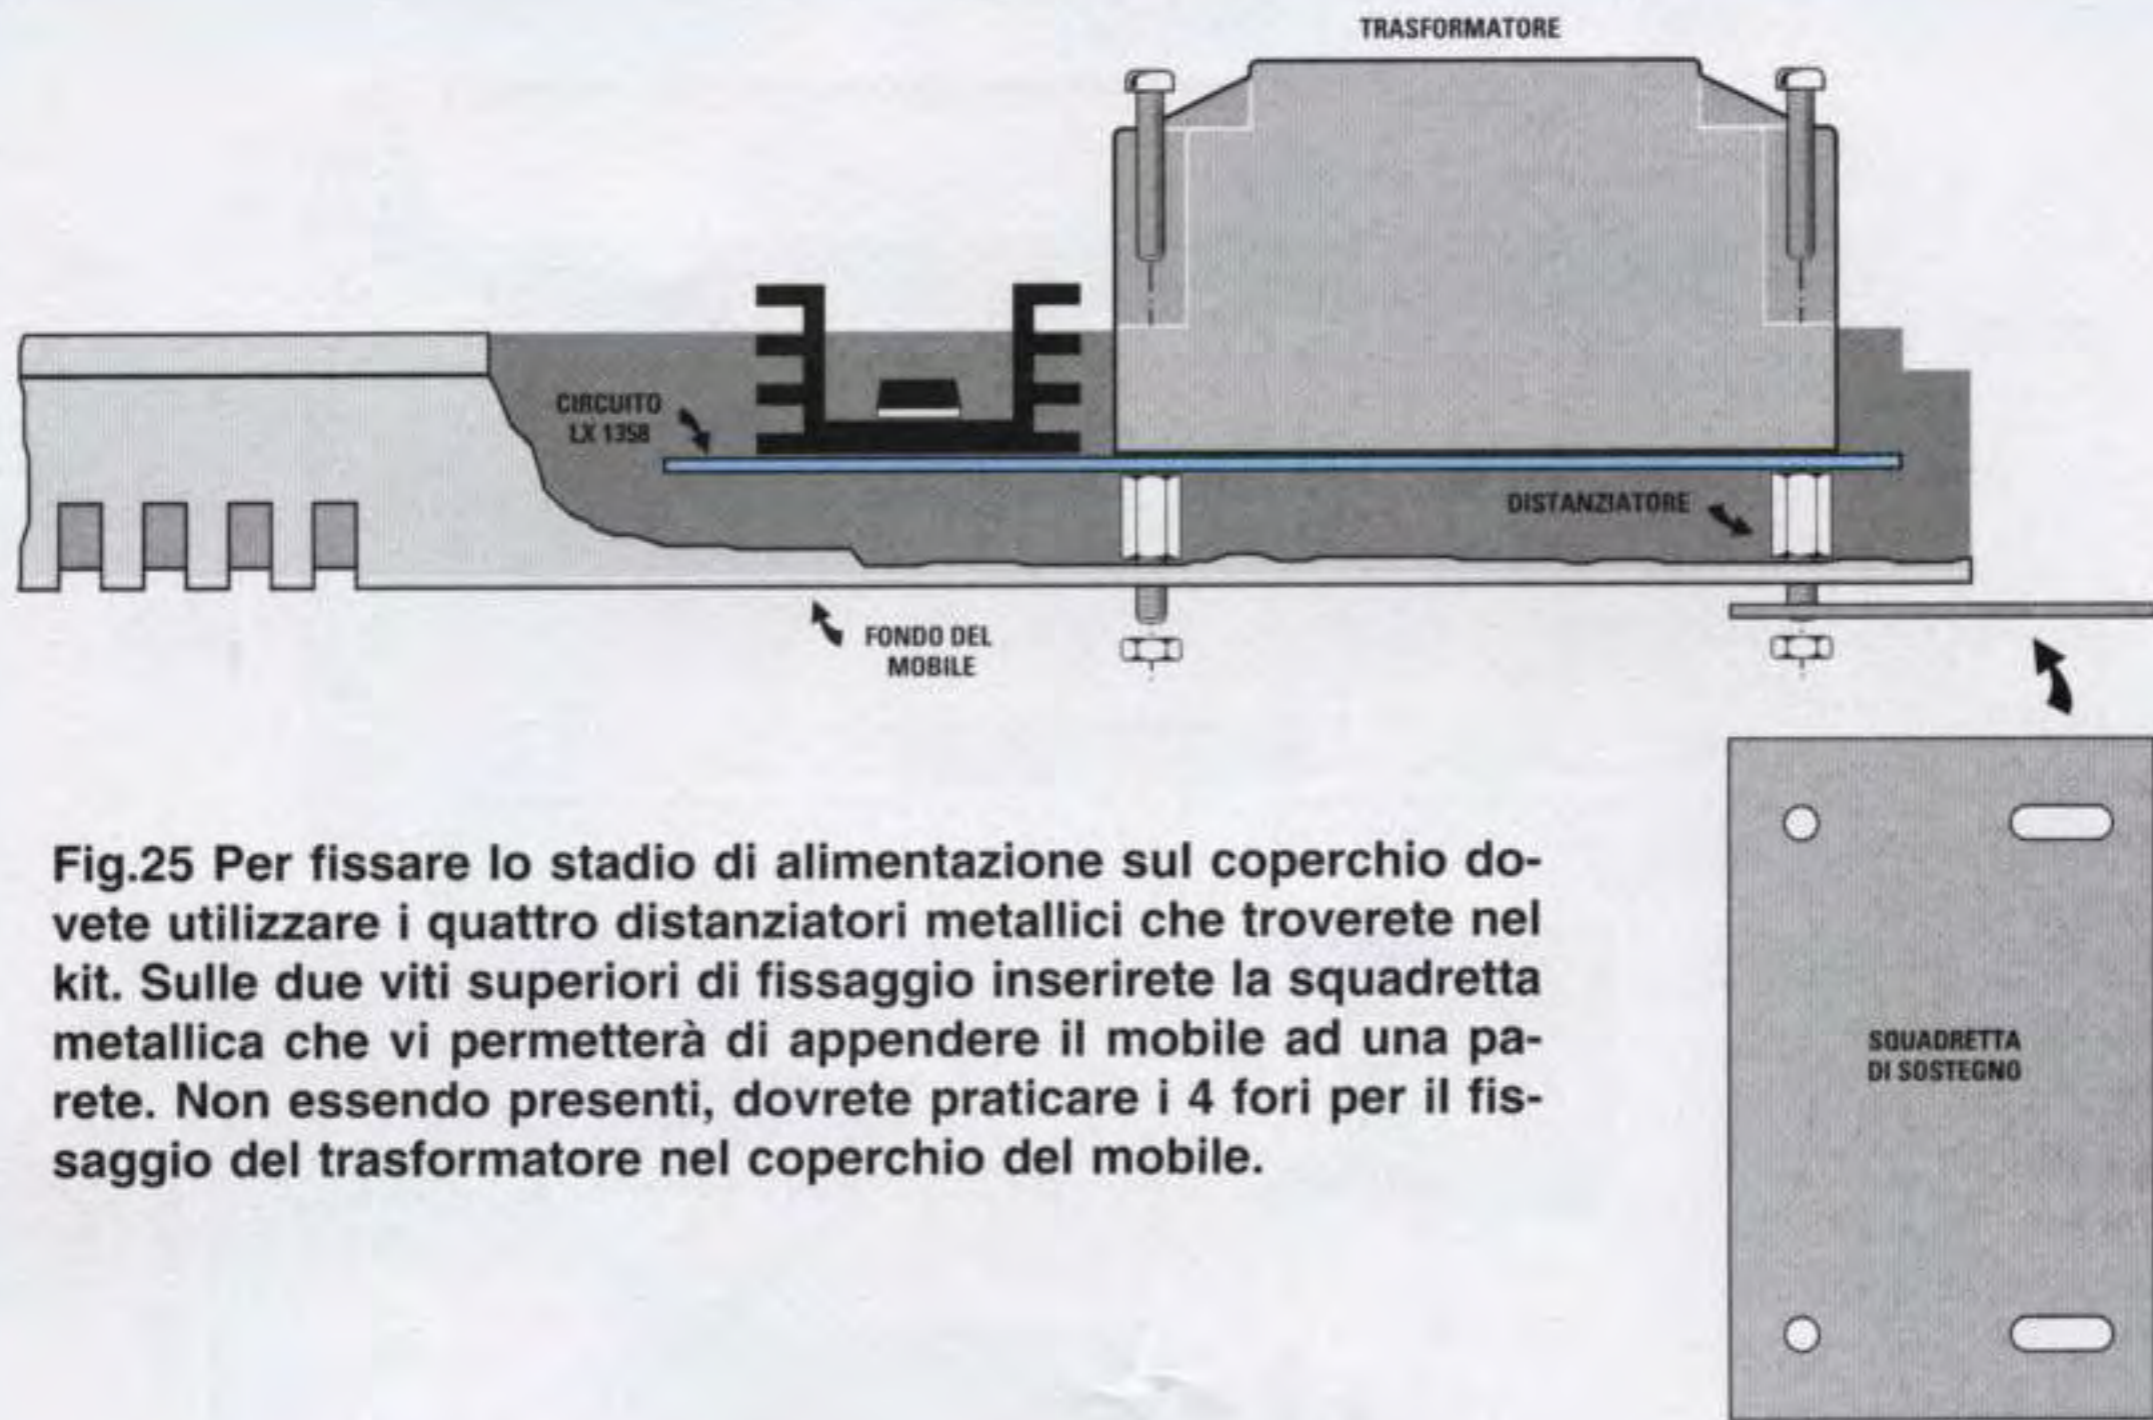 TRASFORMATORE
CIRCUITO
LX 1358
DISTANZIATORE
FONDO DEL
MOBILE
Fig.25 Per fissare lo stadio di alimentazione sul coperchio do-
vete utilizzare i quattro distanziatori metallici che troverete nel
kit. Sulle due viti superiori di fissaggio inserirete la squadretta
metallica che vi permetterà di appendere il mobile ad una pa-
rete. Non essendo presenti, dovrete praticare i 4 fori per il fis-
saggio del trasformatore nel coperchio del mobile.
SQUADRETTA
DI SOSTEGNO